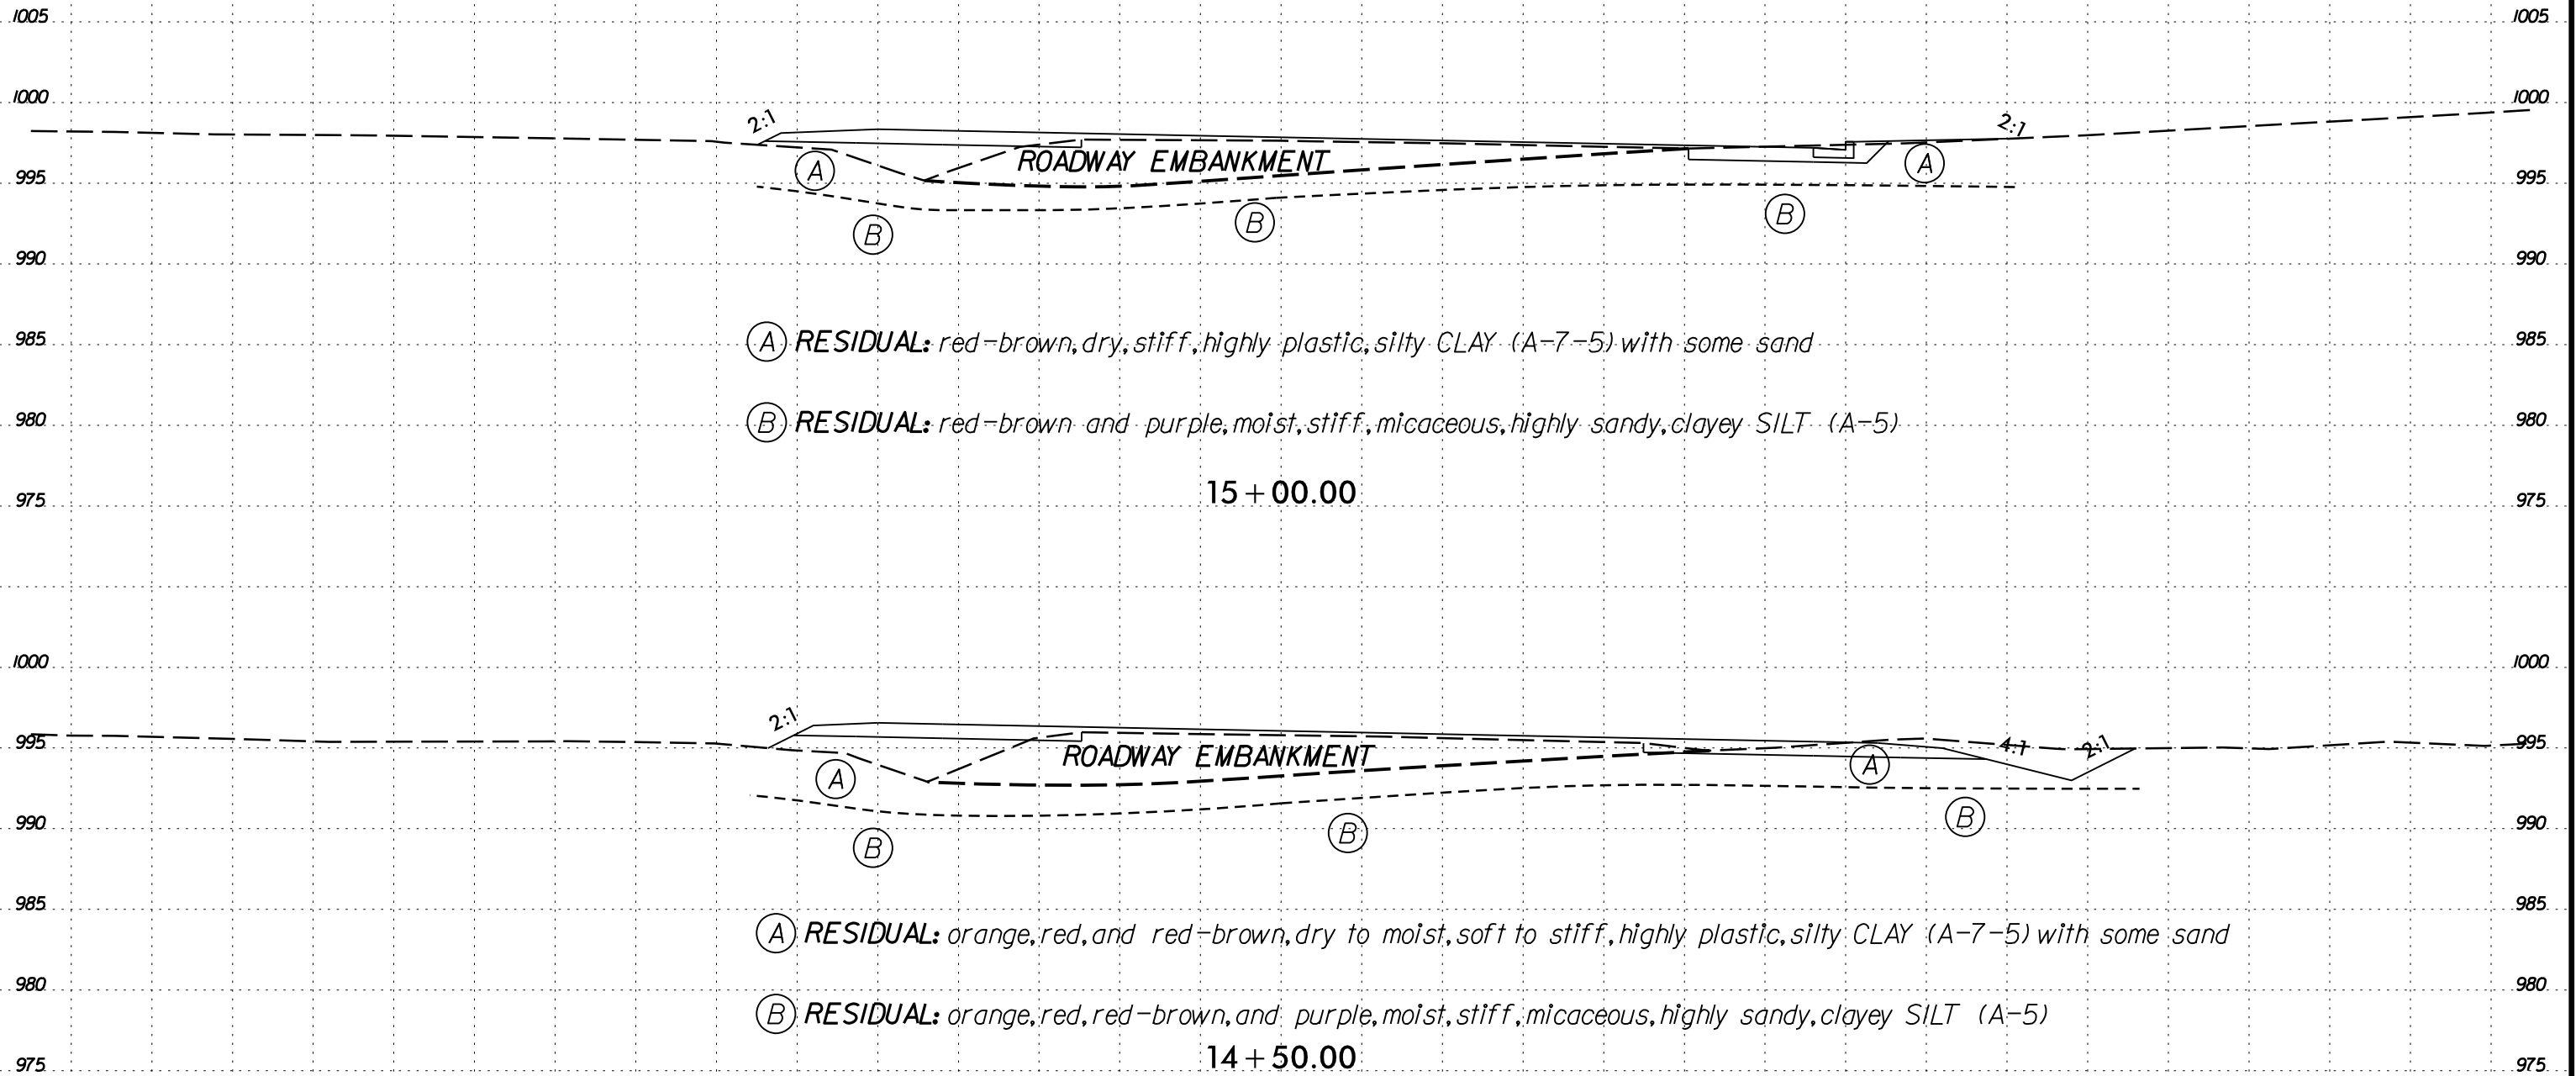 1005 1005
1000 2:1 2:1 1000
ROADWAY EMBANKMENT
995 A A 995
B B B
990 990
985 A RESIDUAL: red-brown, dry, stiff, highly plastic, silty CLAY (A-7-5) with some sand 985
980 B RESIDUAL: red-brown and purple, moist, stiff, micaceous, highly sandy, clayey SILT (A-5) 980
15+00.00
975 975
1000 1000
2:1
995 ROADWAY EMBANKMENT 4:1 2:1 995
A A
990 B B B 990
985 985
A RESIDUAL: orange, red, and red-brown, dry to moist, soft to stiff, highly plastic, silty CLAY (A-7-5) with some sand
980 980
B RESIDUAL: orange, red, red-brown, and purple, moist, stiff, micaceous, highly sandy, clayey SILT (A-5)
14+50.00
975 975